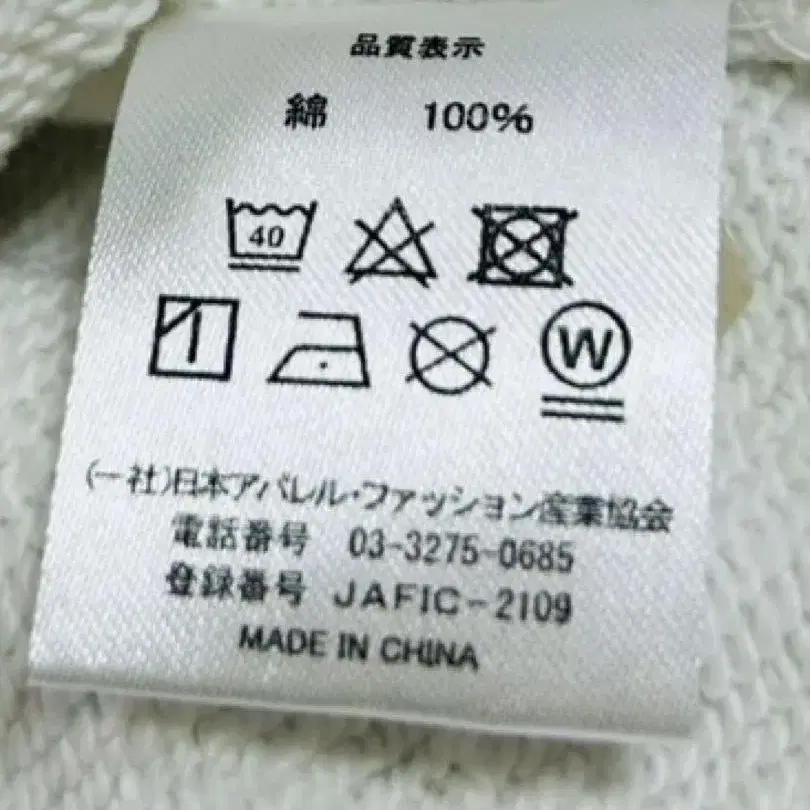 品質表示
綿 100%
40
W
(一社)日本アパレル・ファッション産業協会
電話番号 03-3275-0685
登録番号 JAFIC-2109
MADE IN CHINA